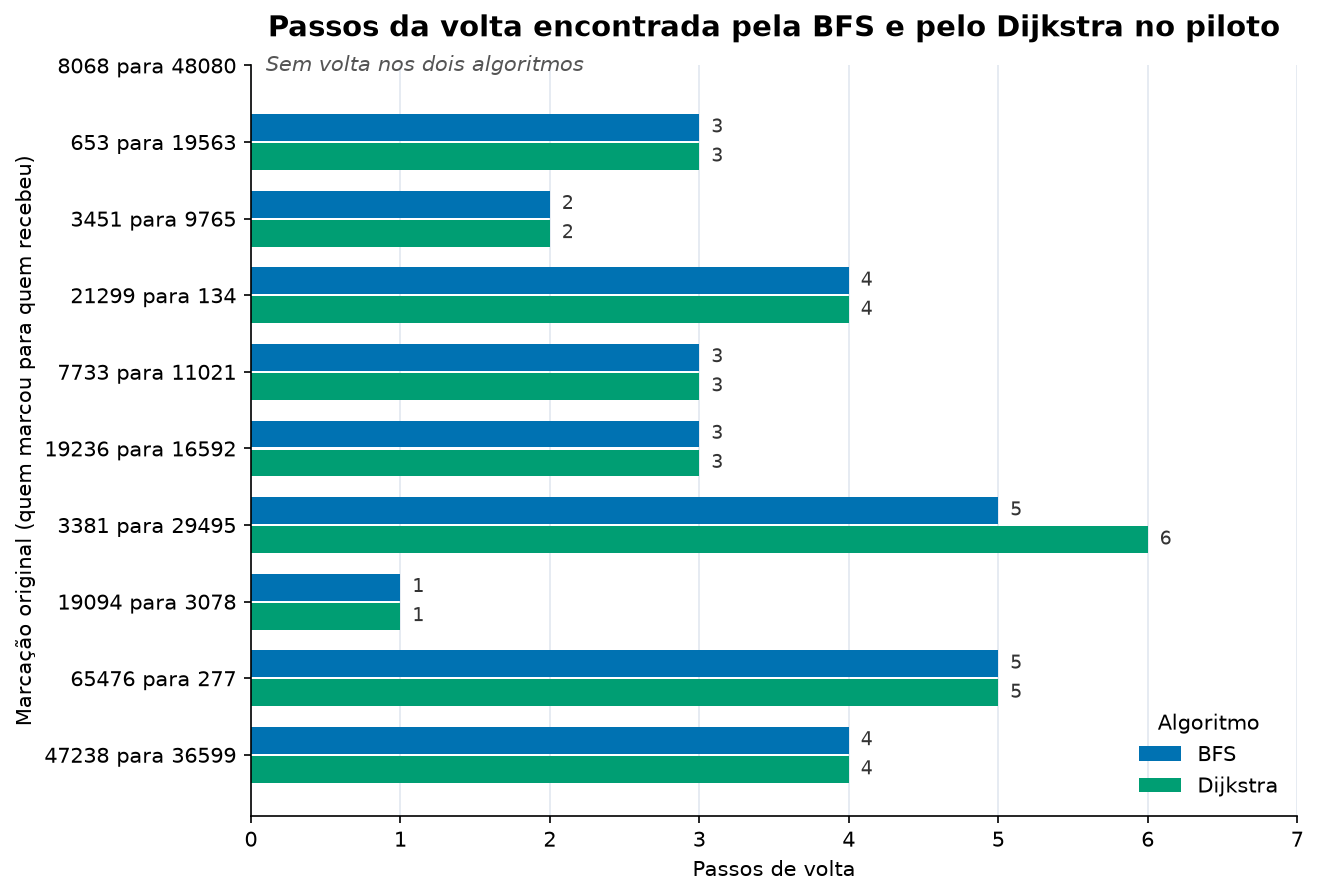 Passos da volta encontrada pela BFS e pelo Dijkstra no piloto
8068 para 48080
Sem volta nos dois algoritmos
653 para 19563
3
3
3451 para 9765
2
2
21299 para 134
4
4
7733 para 11021
3
3
19236 para 16592
3
3
3381 para 29495
5
6
19094 para 3078
1
1
65476 para 277
5
5
47238 para 36599
4
4
Marcação original (quem marcou para quem recebeu)
Algoritmo
BFS
Dijkstra
0 1 2 3 4 5 6 7
Passos de volta